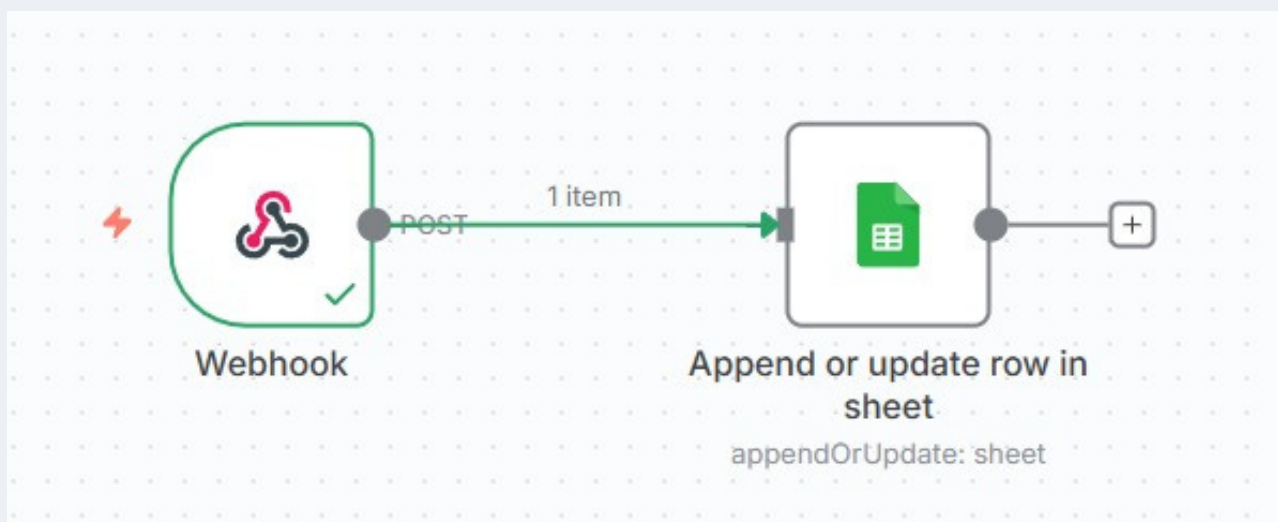 1 item
POST
Webhook
Append or update row in
sheet
appendOrUpdate: sheet